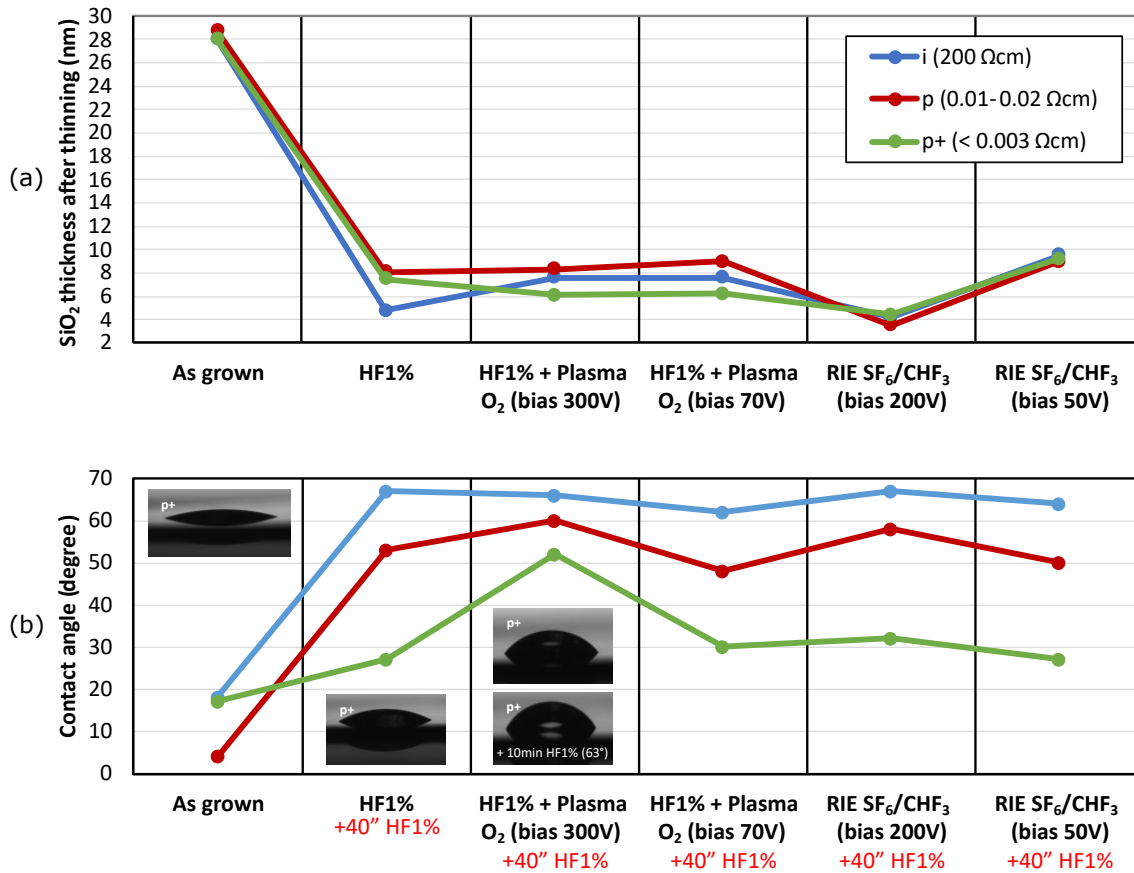 (a)
SiO₂ thickness after thinning (nm)
30
28
26
24
22
20
18
16
14
12
10
8
6
4
2
i (200 Ωcm)
p (0.01-0.02 Ωcm)
p+ (< 0.003 Ωcm)
As grown
HF1%
HF1% + Plasma
O₂ (bias 300V)
HF1% + Plasma
O₂ (bias 70V)
RIE SF₆/CHF₃
(bias 200V)
RIE SF₆/CHF₃
(bias 50V)
(b)
Contact angle (degree)
70
60
50
40
30
20
10
0
p+
p+
p+
p+
+ 10min HF1% (63°)
As grown
HF1%
+40” HF1%
HF1% + Plasma
O₂ (bias 300V)
+40” HF1%
HF1% + Plasma
O₂ (bias 70V)
+40” HF1%
RIE SF₆/CHF₃
(bias 200V)
+40” HF1%
RIE SF₆/CHF₃
(bias 50V)
+40” HF1%